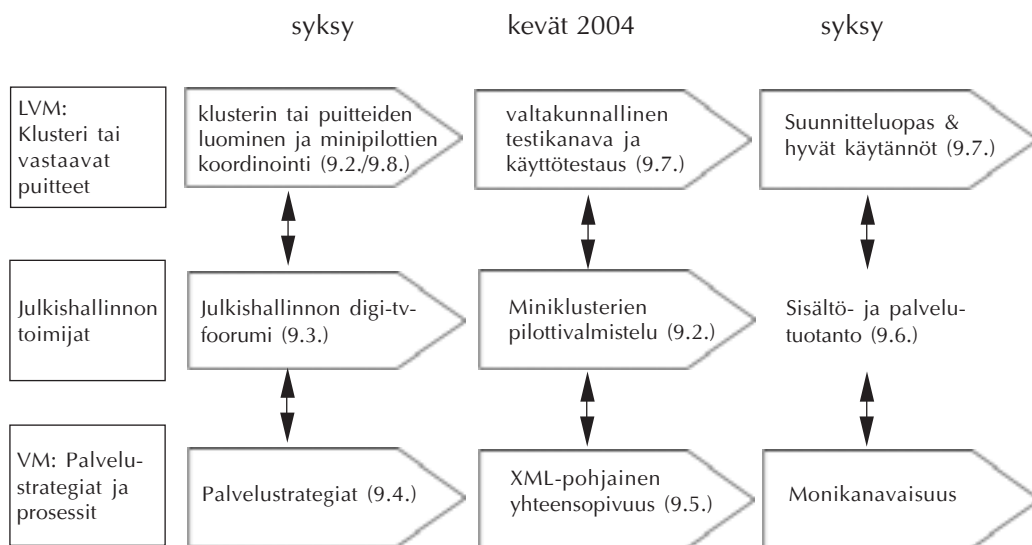 syksy
kevät 2004
syksy
LVM:
Klusteri tai
vastaavat
puitteet
klusterin tai puitteiden
luominen ja minipilottien
koordinointi (9.2./9.8.)
valtakunnallinen
testikanava ja
käyttötestaus (9.7.)
Suunnitteluopas &
hyvät käytännöt (9.7.)
Julkishallinnon
toimijat
Julkishallinnon digi-tv-
foorumi (9.3.)
Miniklusterien
pilottivalmistelu (9.2.)
Sisältö- ja palvelu-
tuotanto (9.6.)
VM: Palvelu-
strategiat ja
prosessit
Palvelustrategiat (9.4.)
XML-pohjainen
yhteensopivuus (9.5.)
Monikanavaisuus